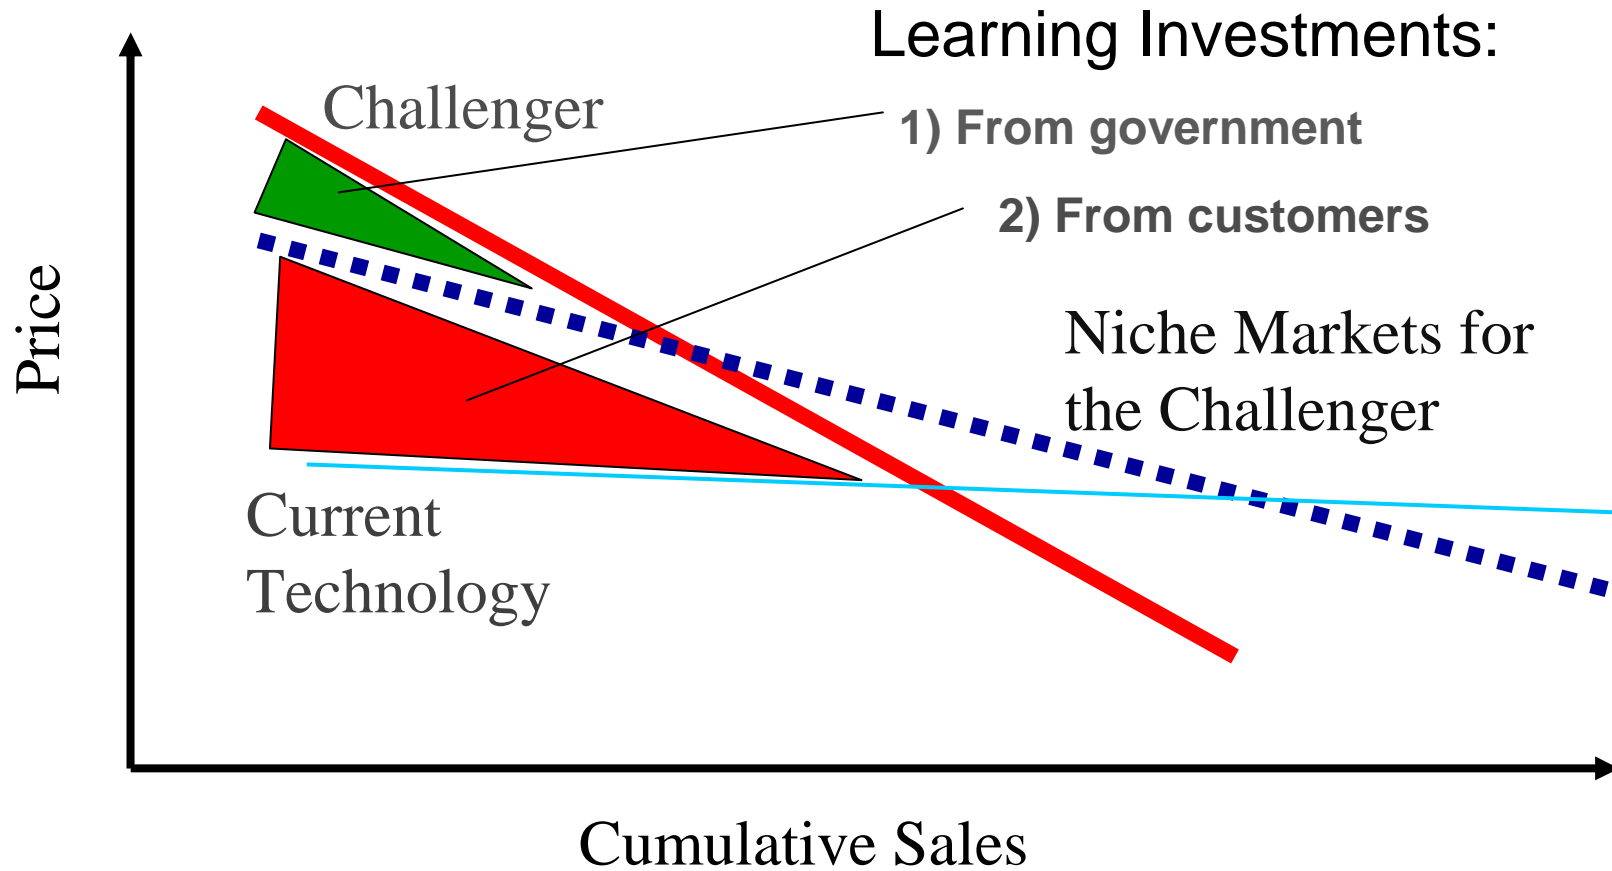 Learning Investments:
Challenger
1) From government
2) From customers
Price
Niche Markets for
the Challenger
Current
Technology
Cumulative Sales